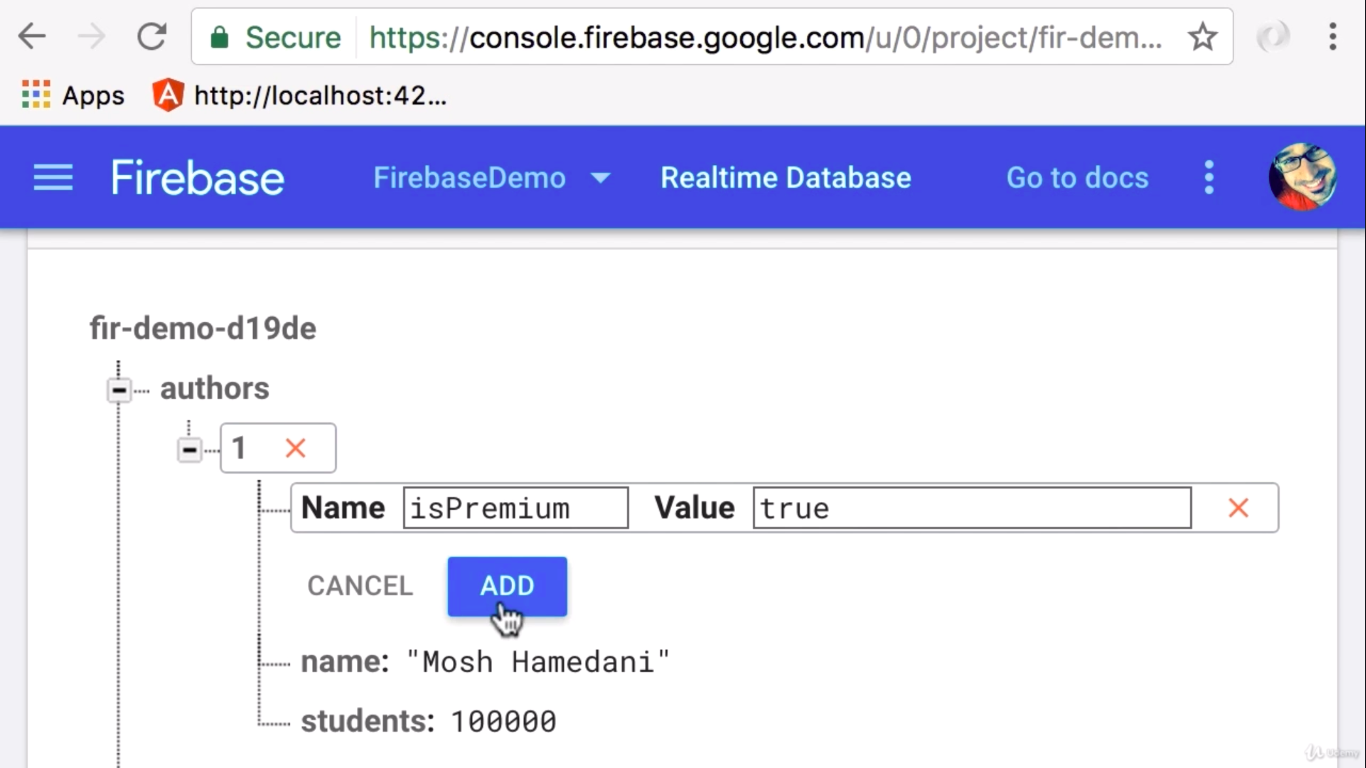 Secure https://console.firebase.google.com/u/0/project/fir-dem...
Apps http://localhost:42...
Firebase FirebaseDemo Realtime Database Go to docs
fir-demo-d19de
authors
1
Name isPremium Value true
CANCEL ADD
name: "Mosh Hamedani"
students: 100000
Udemy